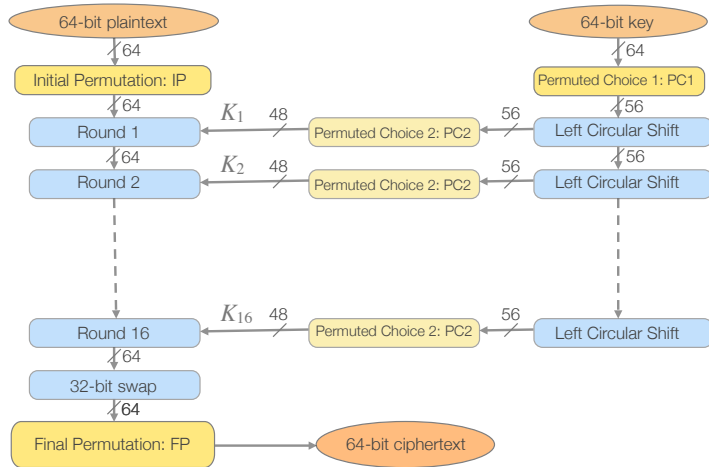 64-bit plaintext
64-bit key
64
64
Initial Permutation: IP
Permuted Choice 1: PC1
64
56
K1
48
56
Round 1
Permuted Choice 2: PC2
Left Circular Shift
64
56
K2
48
56
Round 2
Permuted Choice 2: PC2
Left Circular Shift
K16
48
56
Round 16
Permuted Choice 2: PC2
Left Circular Shift
64
32-bit swap
64
Final Permutation: FP
64-bit ciphertext